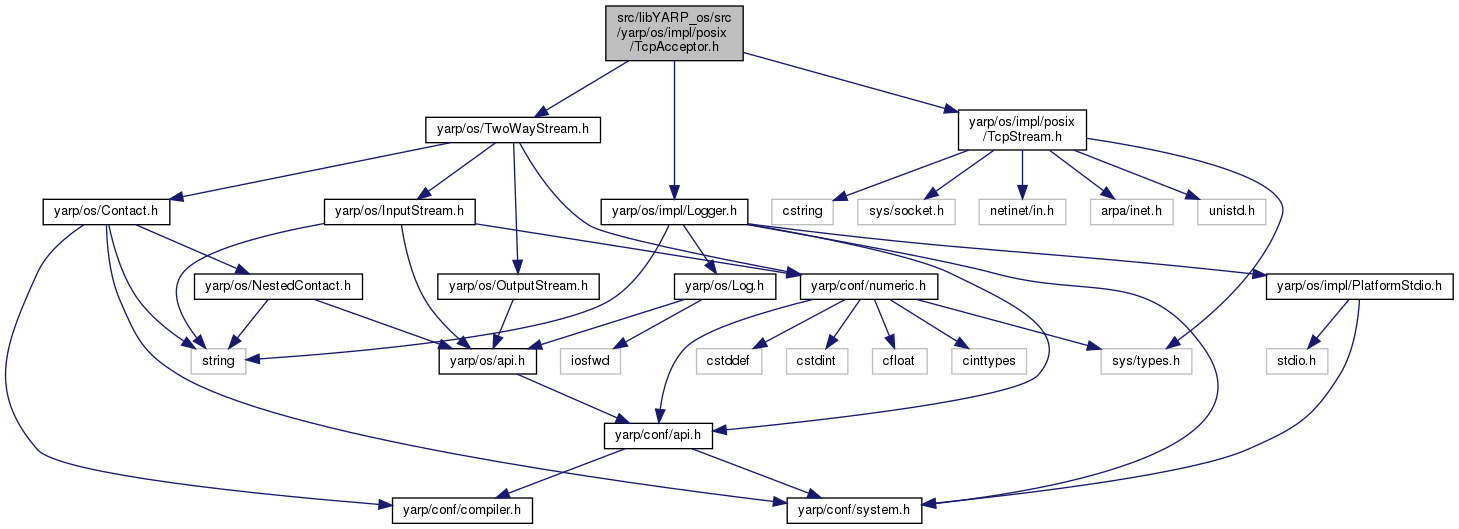 src/libYARP_os/src
/yarp/os/impl/posix
/TcpAcceptor.h
yarp/os/TwoWayStream.h
yarp/os/impl/posix
/TcpStream.h
yarp/os/Contact.h
yarp/os/InputStream.h
yarp/os/impl/Logger.h
cstring
sys/socket.h
netinet/in.h
arpa/inet.h
unistd.h
yarp/os/NestedContact.h
yarp/os/OutputStream.h
yarp/os/Log.h
yarp/conf/numeric.h
yarp/os/impl/PlatformStdio.h
string
yarp/os/api.h
iosfwd
cstddef
cstdint
cfloat
cinttypes
sys/types.h
stdio.h
yarp/conf/api.h
yarp/conf/compiler.h
yarp/conf/system.h